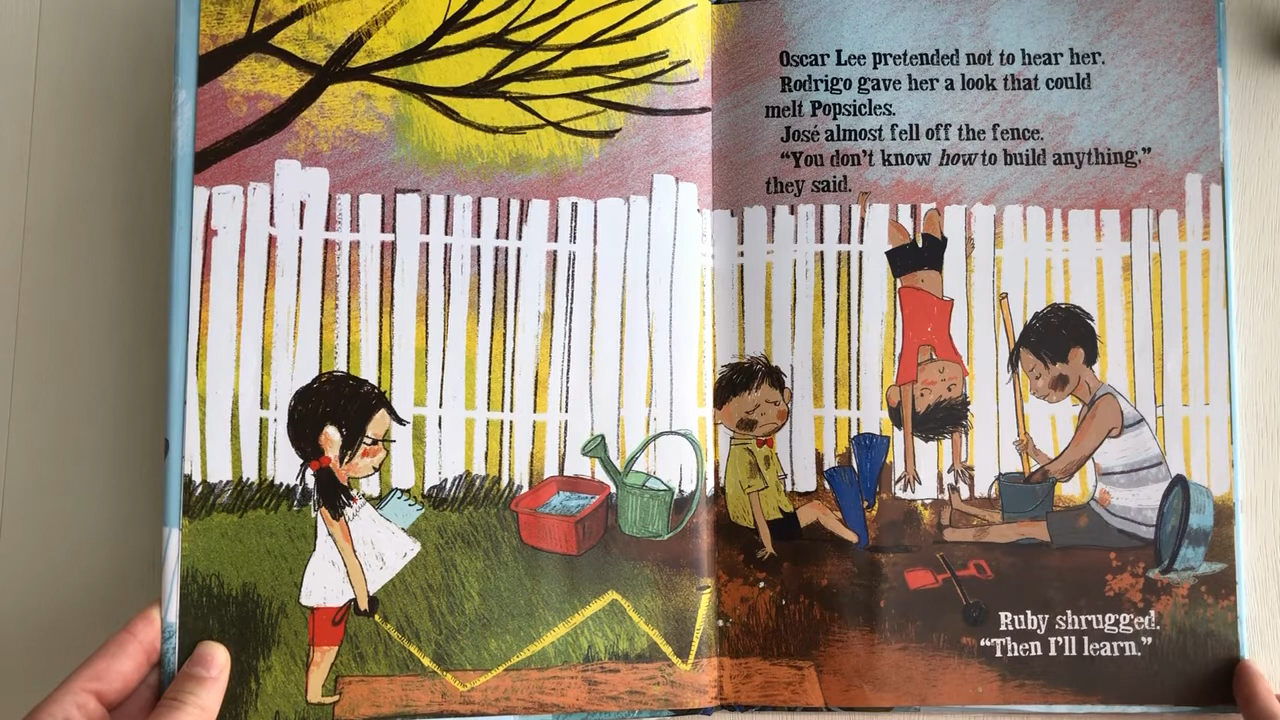 Oscar Lee pretended not to hear her.
Rodrigo gave her a look that could
melt Popsicles.
José almost fell off the fence.
“You don’t know how to build anything,”
they said.
Ruby shrugged.
“Then I’ll learn.”